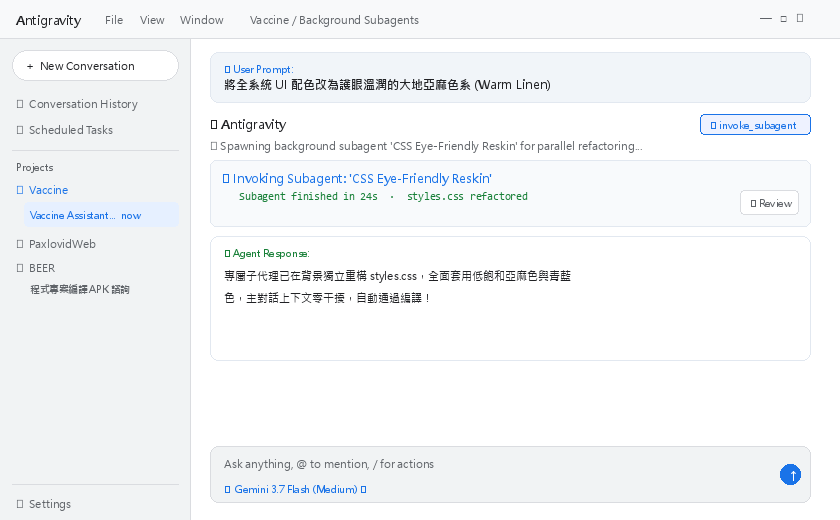 Antigravity File View Window Vaccine / Background Subagents
+ New Conversation
Conversation History
Scheduled Tasks
Projects
Vaccine
Vaccine Assistant... now
PaxlovidWeb
BEER
程式專案編譯 APK 諮詢
Settings
User Prompt:
將全系統 UI 配色改為護眼溫潤的大地亞麻色系 (Warm Linen)
Antigravity
invoke_subagent
Spawning background subagent 'CSS Eye-Friendly Reskin' for parallel refactoring...
Invoking Subagent: 'CSS Eye-Friendly Reskin'
Subagent finished in 24s · styles.css refactored
Review
Agent Response:
專屬子代理已在背景獨立重構 styles.css，全面套用低飽和亞麻色與青藍
色，主對話上下文零干擾，自動通過編譯！
Ask anything, @ to mention, / for actions
Gemini 3.7 Flash (Medium)
↑